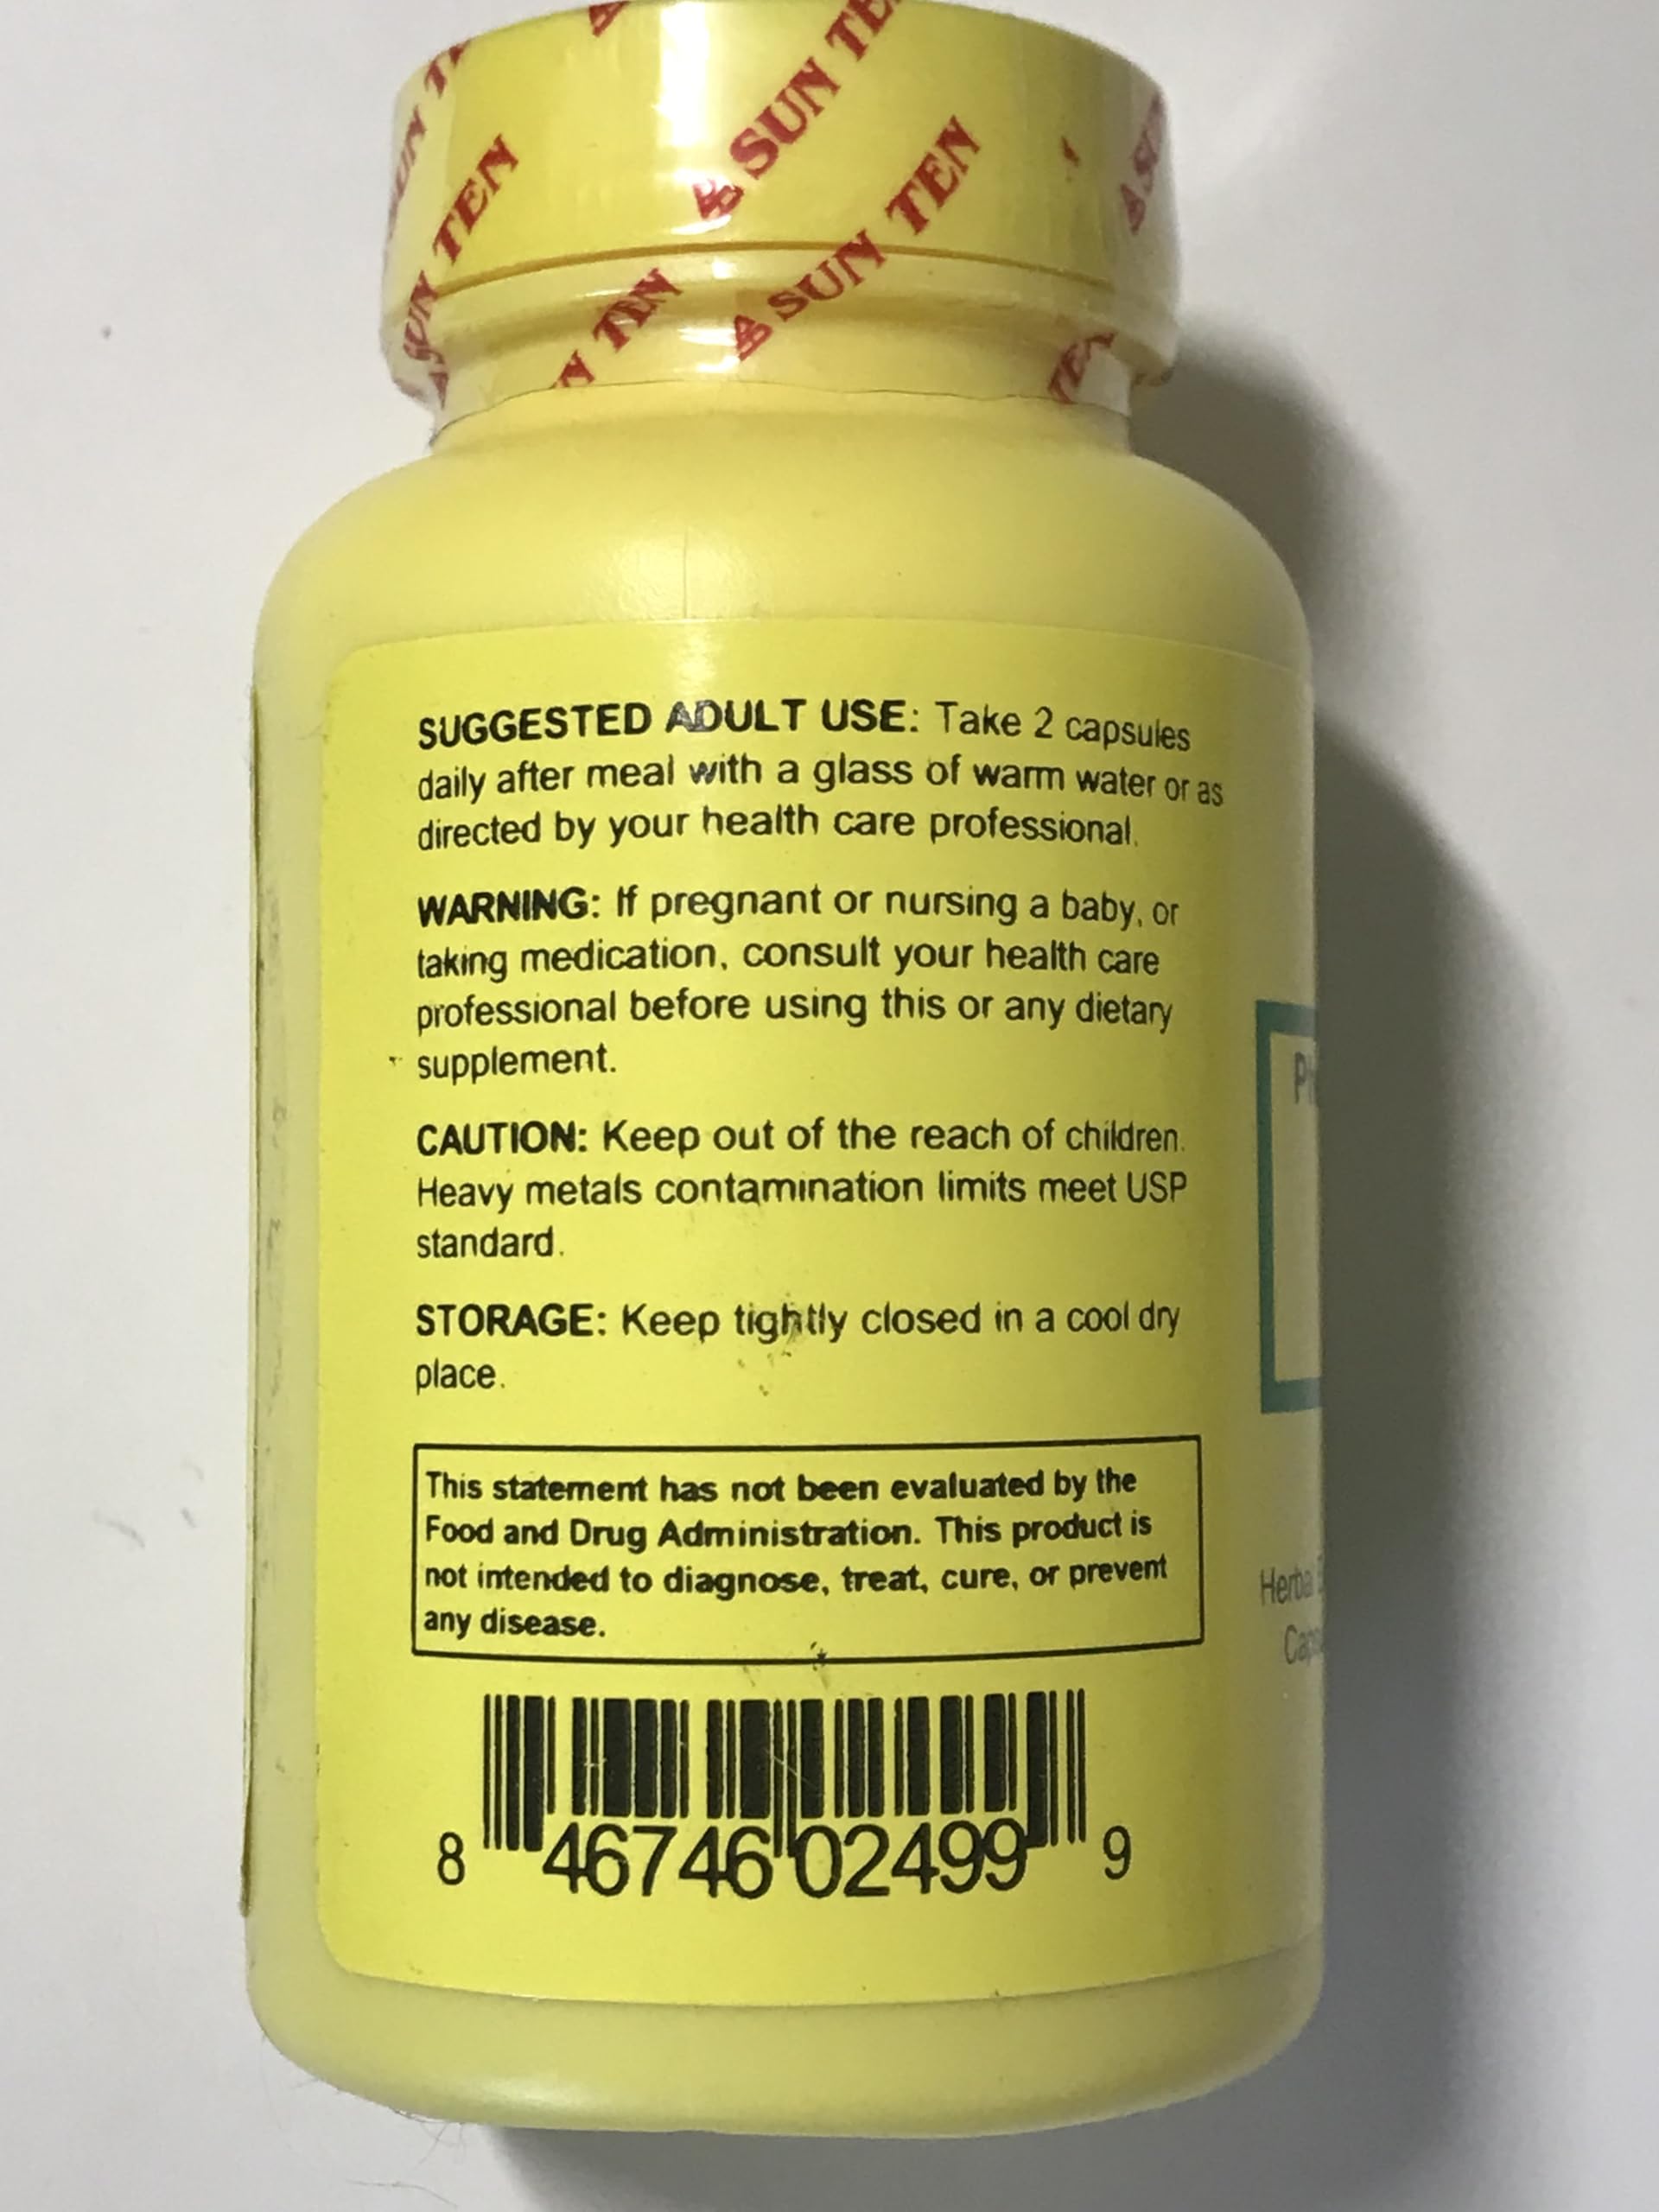 SUN TEN
SUN TEN
SUN TEN
TEN
SUN TEN
SUGGESTED ADULT USE: Take 2 capsules
daily after meal with a glass of warm water or as
directed by your health care professional.
WARNING: If pregnant or nursing a baby, or
taking medication, consult your health care
professional before using this or any dietary
supplement.
CAUTION: Keep out of the reach of children.
Heavy metals contamination limits meet USP
standard.
STORAGE: Keep tightly closed in a cool dry
place.
This statement has not been evaluated by the
Food and Drug Administration. This product is
not intended to diagnose, treat, cure, or prevent
any disease.
8 46746 02499 9
Herbal